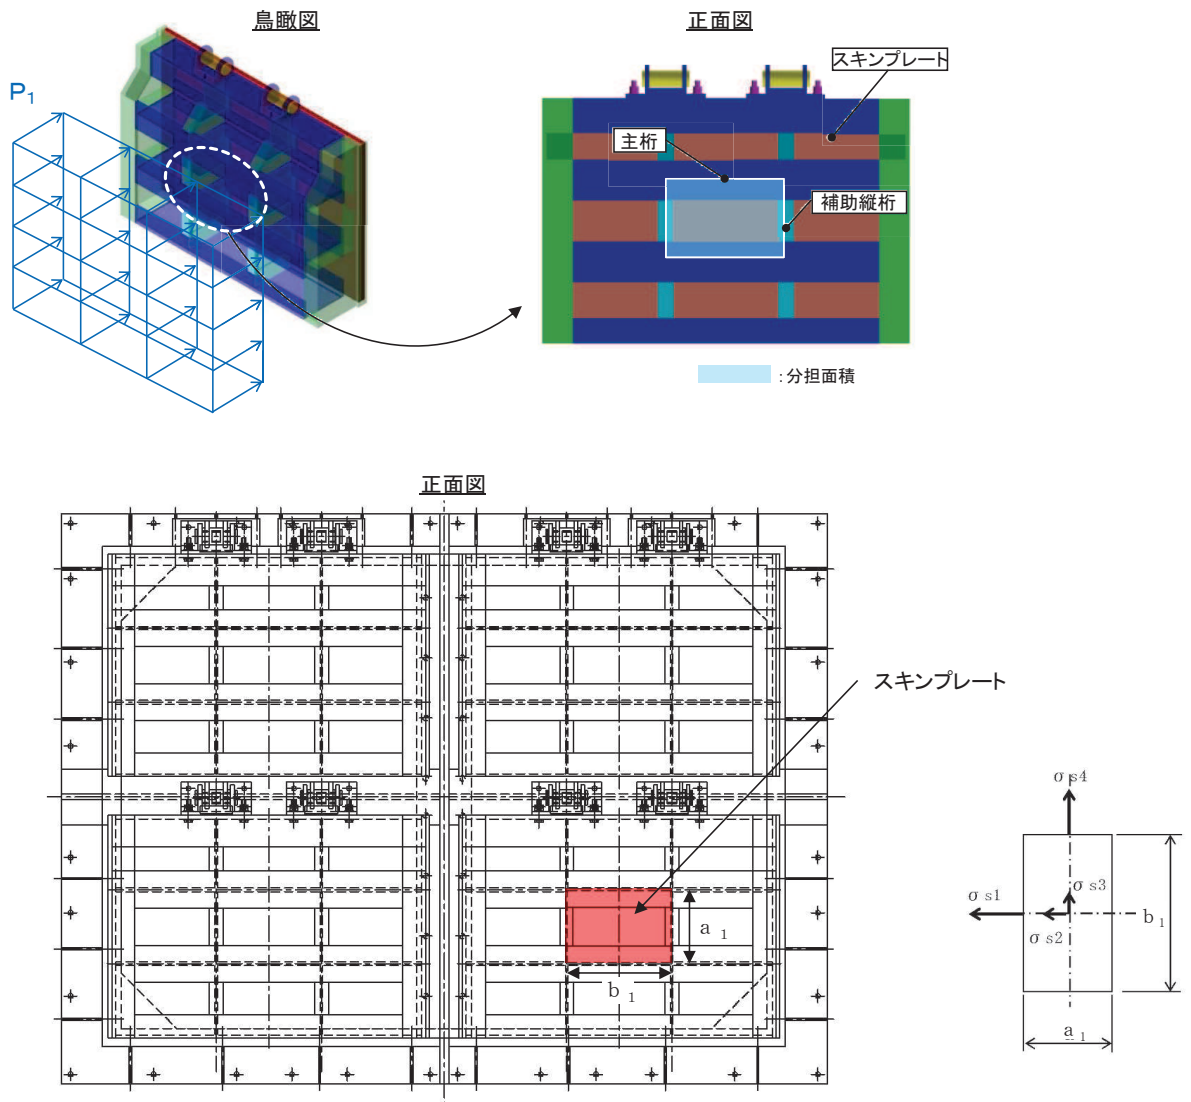 鳥瞰図
正面図
P1
スキンプレート
主桁
補助縦桁
:分担面積
正面図
スキンプレート
a 1
b 1
σ s4
σ s3
σ s1
σ s2
b 1
a 1